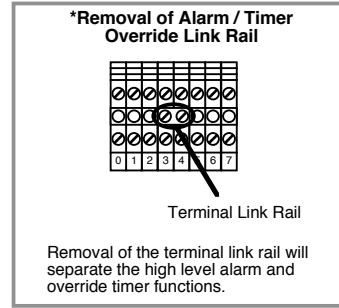 *Removal of Alarm / Timer
Override Link Rail
0 1 2 3 4 5 6 7
Terminal Link Rail
Removal of the terminal link rail will
separate the high level alarm and
override timer functions.